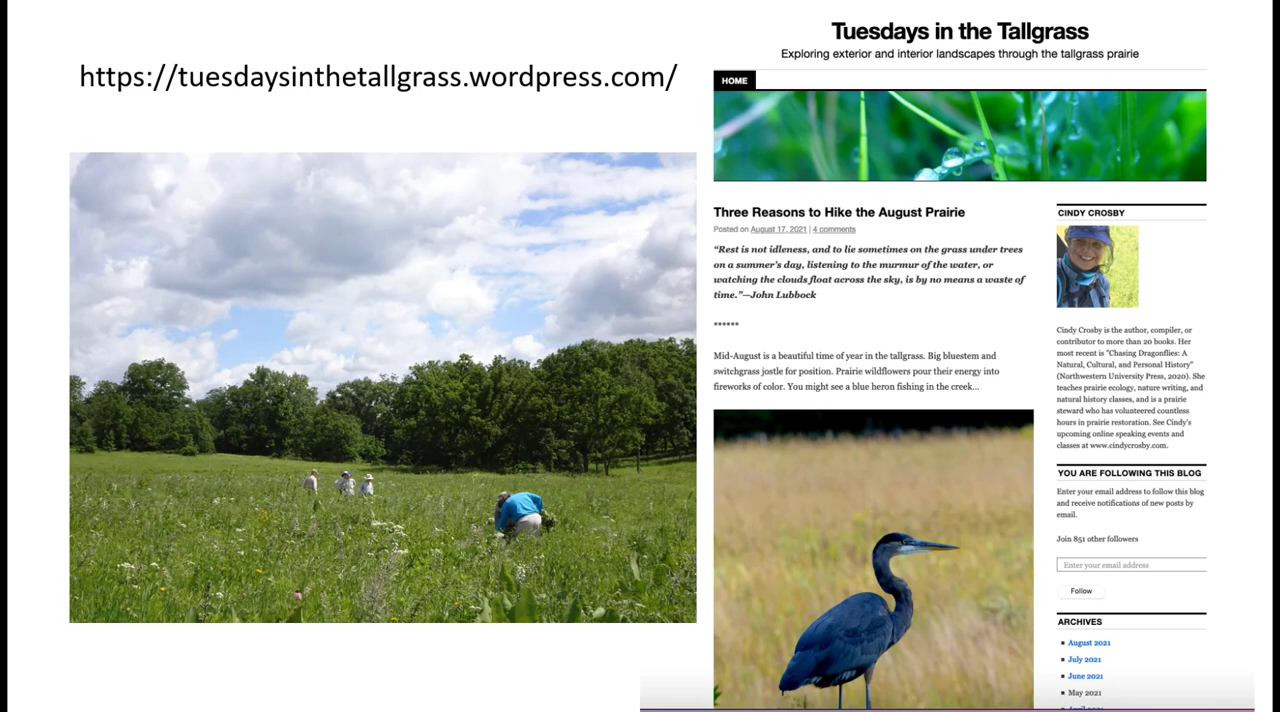 https://tuesdaysinthetallgrass.wordpress.com/
Tuesdays in the Tallgrass
Exploring exterior and interior landscapes through the tallgrass prairie
HOME
Three Reasons to Hike the August Prairie
Posted on August 17, 2021 | 4 comments
“Rest is not idleness, and to lie sometimes on the grass under trees
on a summer’s day, listening to the murmur of the water, or
watching the clouds float across the sky, is by no means a waste of
time.”—John Lubbock
******
Mid-August is a beautiful time of year in the tallgrass. Big bluestem and
switchgrass jostle for position. Prairie wildflowers pour their energy into
fireworks of color. You might see a blue heron fishing in the creek…
CINDY CROSBY
Cindy Crosby is the author, compiler, or
contributor to more than 20 books. Her
most recent is "Chasing Dragonflies: A
Natural, Cultural, and Personal History"
(Northwestern University Press, 2020). She
teaches prairie ecology, nature writing, and
natural history classes, and is a prairie
steward who has volunteered countless
hours in prairie restoration. See Cindy's
upcoming online speaking events and
classes at www.cindycrosby.com.
YOU ARE FOLLOWING THIS BLOG
Enter your email address to follow this blog
and receive notifications of new posts by
email.
Join 851 other followers
Enter your email address
Follow
ARCHIVES
August 2021
July 2021
June 2021
May 2021
April 2021